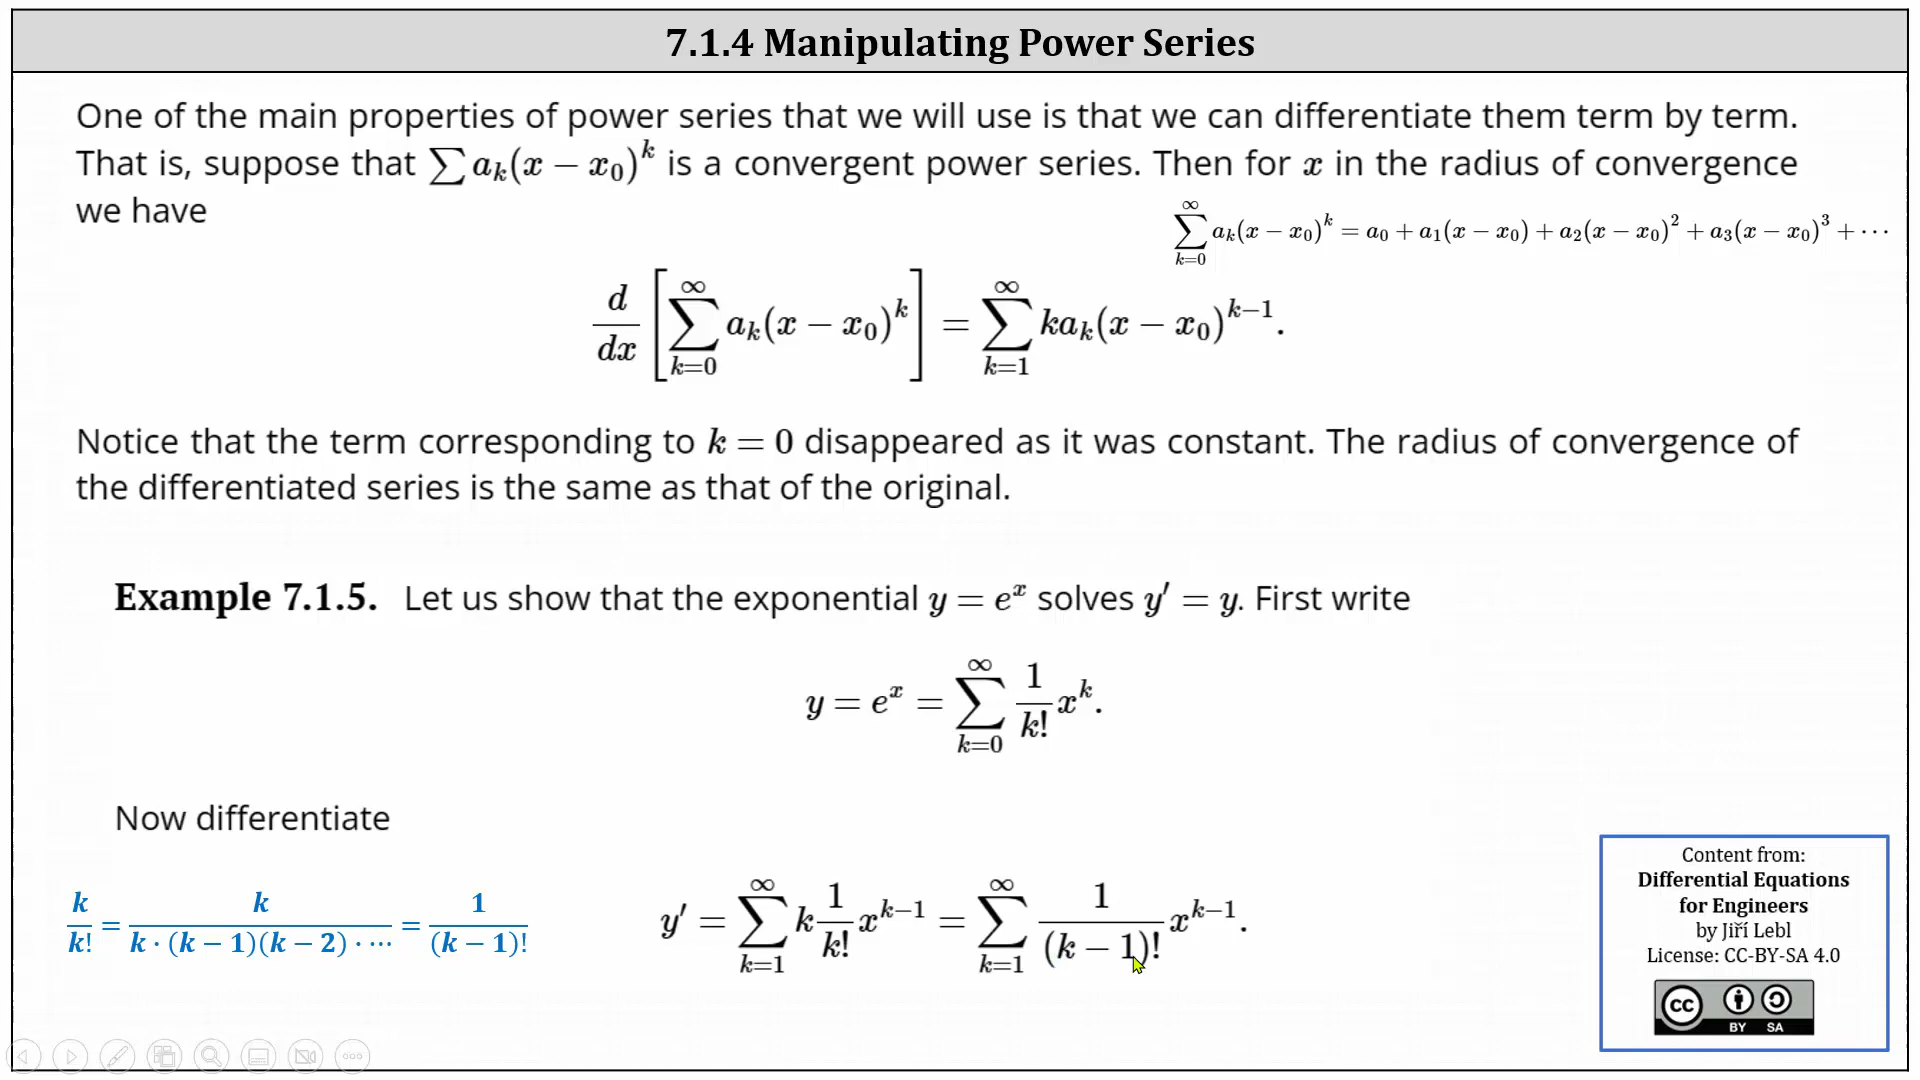 7.1.4 Manipulating Power Series
One of the main properties of power series that we will use is that we can differentiate them term by term.
That is, suppose that ∑ aₖ(x − x₀)ᵏ is a convergent power series. Then for x in the radius of convergence
we have
∑_{k=0}^{∞} aₖ(x − x₀)ᵏ = a₀ + a₁(x − x₀) + a₂(x − x₀)² + a₃(x − x₀)³ + ⋯
d/dx [∑_{k=0}^{∞} aₖ(x − x₀)ᵏ] = ∑_{k=1}^{∞} kaₖ(x − x₀)^{k−1}.
Notice that the term corresponding to k = 0 disappeared as it was constant. The radius of convergence of
the differentiated series is the same as that of the original.
Example 7.1.5. Let us show that the exponential y = eˣ solves y′ = y. First write
y = eˣ = ∑_{k=0}^{∞} 1/k! xᵏ.
Now differentiate
k/k! = k/(k · (k − 1)(k − 2) · ⋯) = 1/(k − 1)!
y′ = ∑_{k=1}^{∞} k 1/k! x^{k−1} = ∑_{k=1}^{∞} 1/(k − 1)! x^{k−1}.
Content from:
Differential Equations
for Engineers
by Jiří Lebl
License: CC-BY-SA 4.0
cc
BY SA